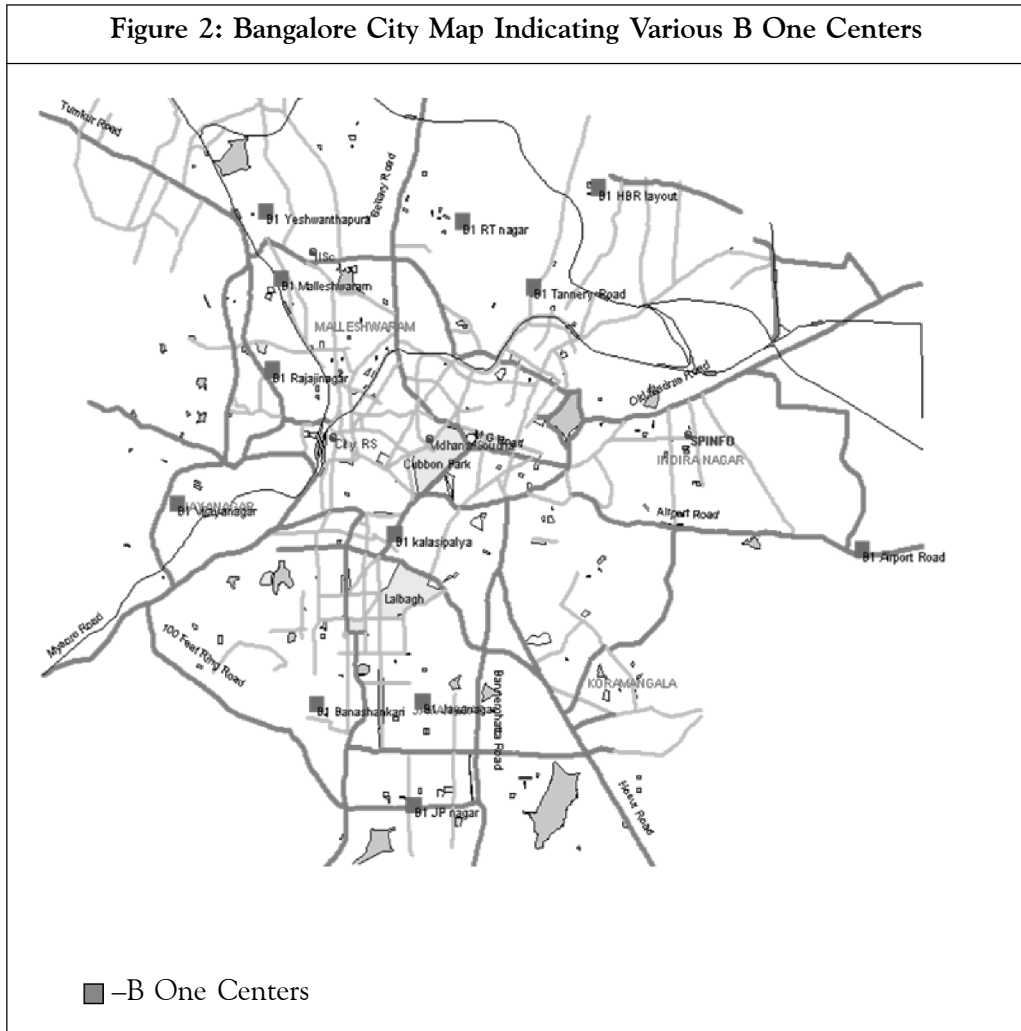 Figure 2: Bangalore City Map Indicating Various B One Centers
Tumkur Road
Bellary Road
B1 HBR layout
B1 Yeshwanthapura
B1 RT nagar
IISc
B1 Malleshwaram
B1 Tannery Road
MALLESHWARAM
B1 Rajajinagar
Old Madras Road
City RS
M G Road
SPINFO
Cubbon Park
INDIRA NAGAR
B1 Vijayanagar
Airport Road
B1 kalasipalya
B1 Airport Road
Lalbagh
Mysore Road
100 Feet Ring Road
KORAMANGALA
Bannerghatta Road
B1 Banashankari
B1 Jayanagar
Hosur Road
B1 JP nagar
–B One Centers